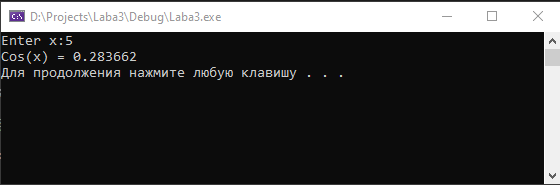 D:\Projects\Laba3\Debug\Laba3.exe
Enter x:5
Cos(x) = 0.283662
Для продолжения нажмите любую клавишу . . .